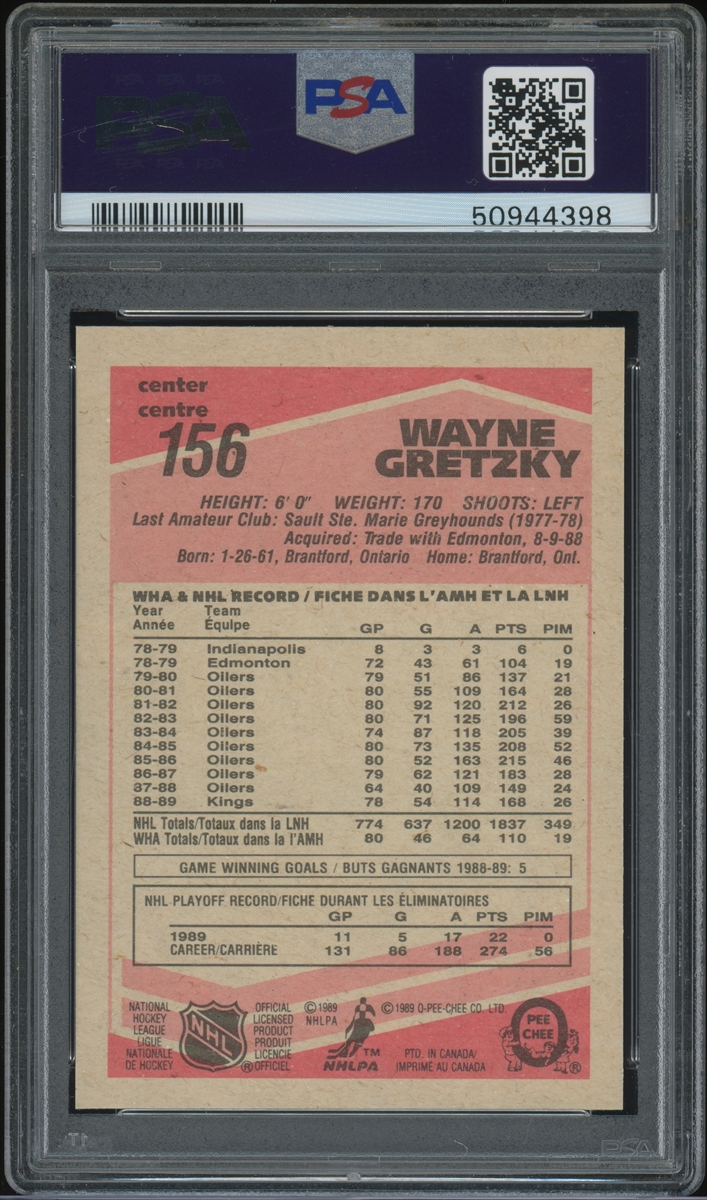 PSA
50944398
center
centre
156
WAYNE
GRETZKY
HEIGHT: 6' 0" WEIGHT: 170 SHOOTS: LEFT
Last Amateur Club: Sault Ste. Marie Greyhounds (1977-78)
Acquired: Trade with Edmonton, 8-9-88
Born: 1-26-61, Brantford, Ontario Home: Brantford, Ont.
WHA & NHL RECORD / FICHE DANS L'AMH ET LA LNH
Year Team
Année Équipe GP G A PTS PIM
78-79 Indianapolis 8 3 3 6 0
78-79 Edmonton 72 43 61 104 19
79-80 Oilers 79 51 86 137 21
80-81 Oilers 80 55 109 164 28
81-82 Oilers 80 92 120 212 26
82-83 Oilers 80 71 125 196 59
83-84 Oilers 74 87 118 205 39
84-85 Oilers 80 73 135 208 52
85-86 Oilers 80 52 163 215 46
86-87 Oilers 79 62 121 183 28
87-88 Oilers 64 40 109 149 24
88-89 Kings 78 54 114 168 26
NHL Totals/Totaux dans la LNH 774 637 1200 1837 349
WHA Totals/Totaux dans la l'AMH 80 46 64 110 19
GAME WINNING GOALS / BUTS GAGNANTS 1988-89: 5
NHL PLAYOFF RECORD/FICHE DURANT LES ÉLIMINATOIRES
GP G A PTS PIM
1989 11 5 17 22 0
CAREER/CARRIÈRE 131 86 188 274 56
NATIONAL HOCKEY LEAGUE
LIGUE NATIONALE DE HOCKEY
NHL
OFFICIAL LICENSED PRODUCT
PRODUIT LICENCIE OFFICIEL
®
©1989 NHLPA
TM
NHLPA
© 1989 O-PEE-CHEE CO. LTD.
PTD. IN CANADA/
IMPRIMÉ AU CANADA
PEE
CHEE
®
PSA